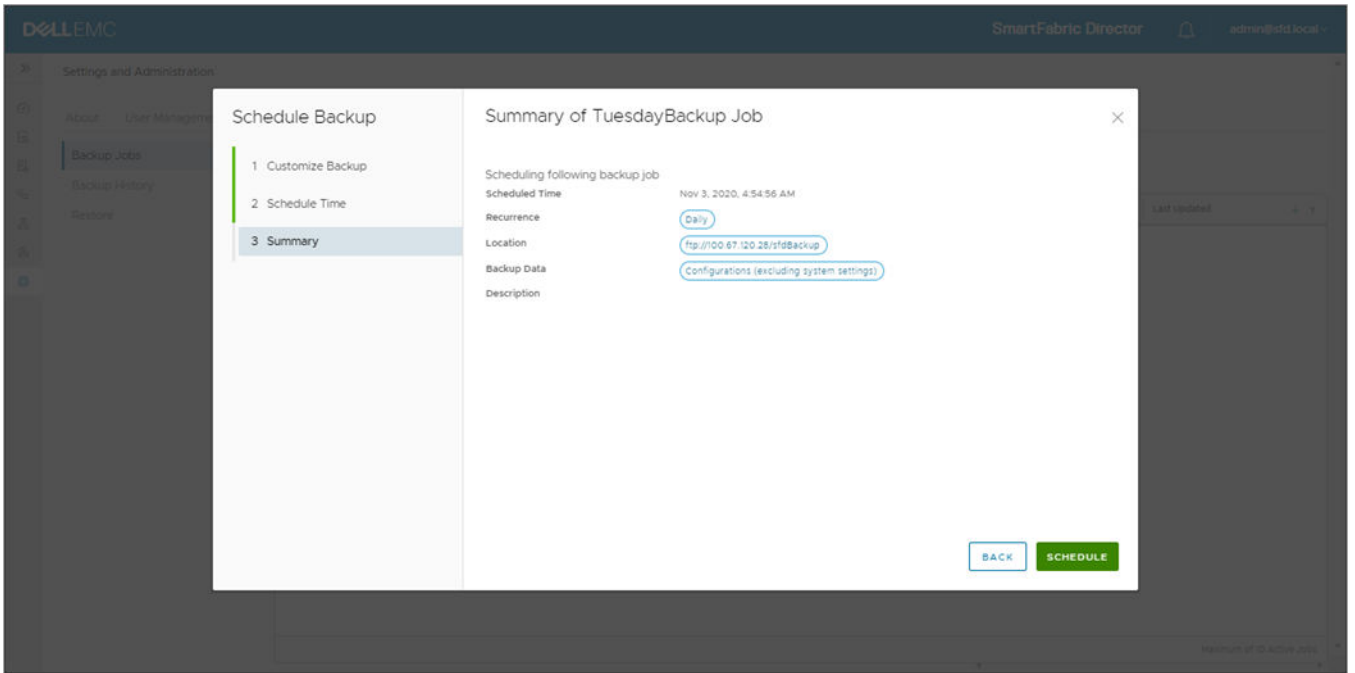 DELLEMC
SmartFabric Director
admin@sfd.local
Settings and Administration
About User Manageme
Backup Jobs
Backup History
Restore
Last Updated
Schedule Backup
1 Customize Backup
2 Schedule Time
3 Summary
Summary of TuesdayBackup Job
Scheduling following backup job
Scheduled Time Nov 3, 2020, 4:54:56 AM
Recurrence Daily
Location ftp://100.67.120.28/sfdBackup
Backup Data Configurations (excluding system settings)
Description
BACK SCHEDULE
Maximum of 10 Active Jobs